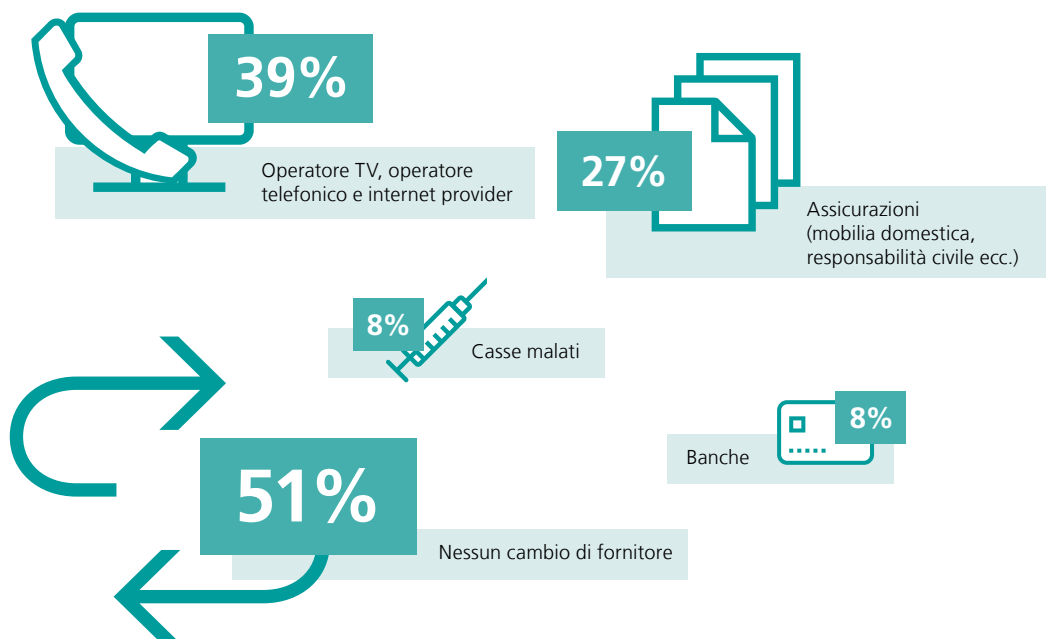 39%
Operatore TV, operatore
telefonico e internet provider
27%
Assicurazioni
(mobilia domestica,
responsabilità civile ecc.)
8%
Casse malati
8%
Banche
51%
Nessun cambio di fornitore